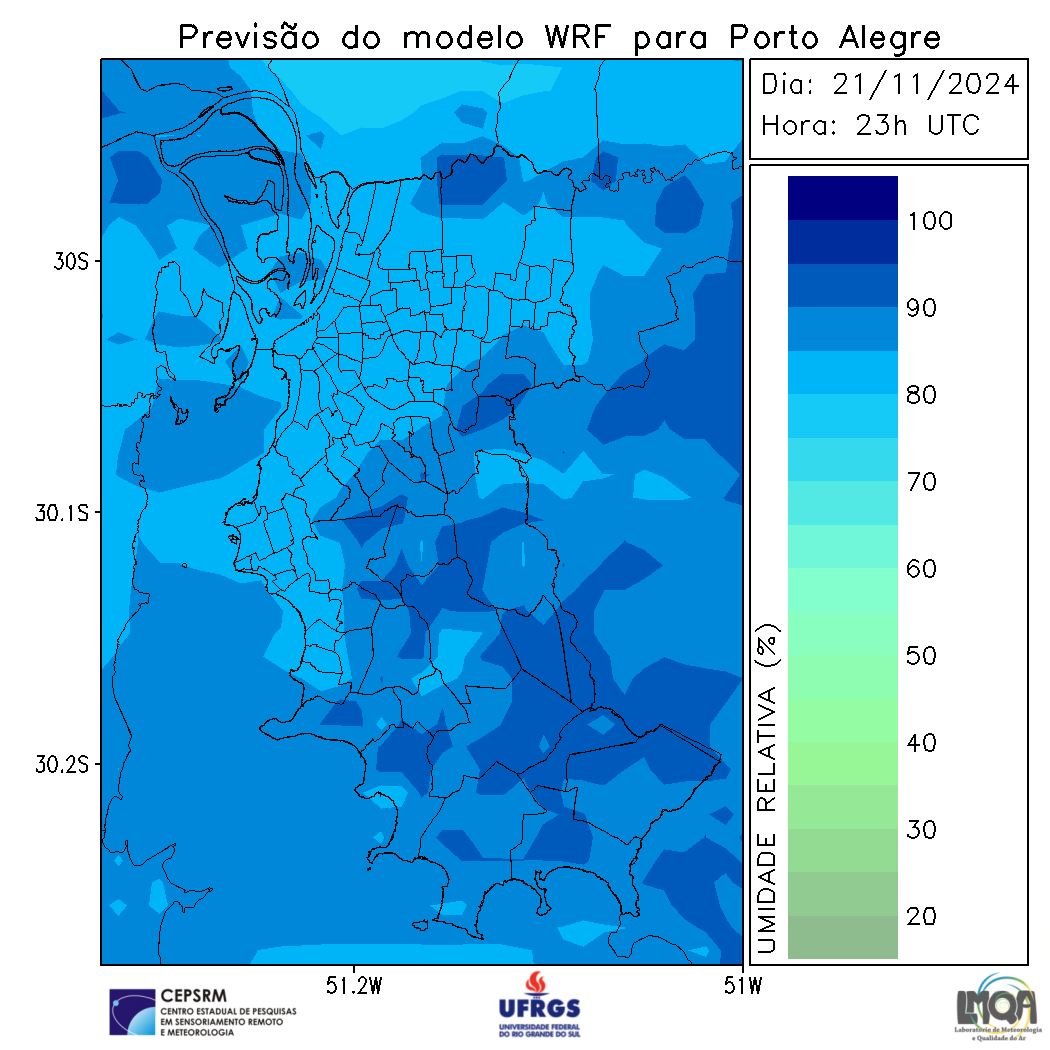 Previsão do modelo WRF para Porto Alegre
Dia: 21/11/2024
Hora: 23h UTC
30S
30.1S
30.2S
51.2W
51W
UMIDADE RELATIVA (%)
100
90
80
70
60
50
40
30
20
CEPSRM
CENTRO ESTADUAL DE PESQUISAS
EM SENSORIAMENTO REMOTO
E METEOROLOGIA
UFRGS
UNIVERSIDADE FEDERAL
DO RIO GRANDE DO SUL
LMQA
Laboratório de Meteorologia
e Qualidade do Ar